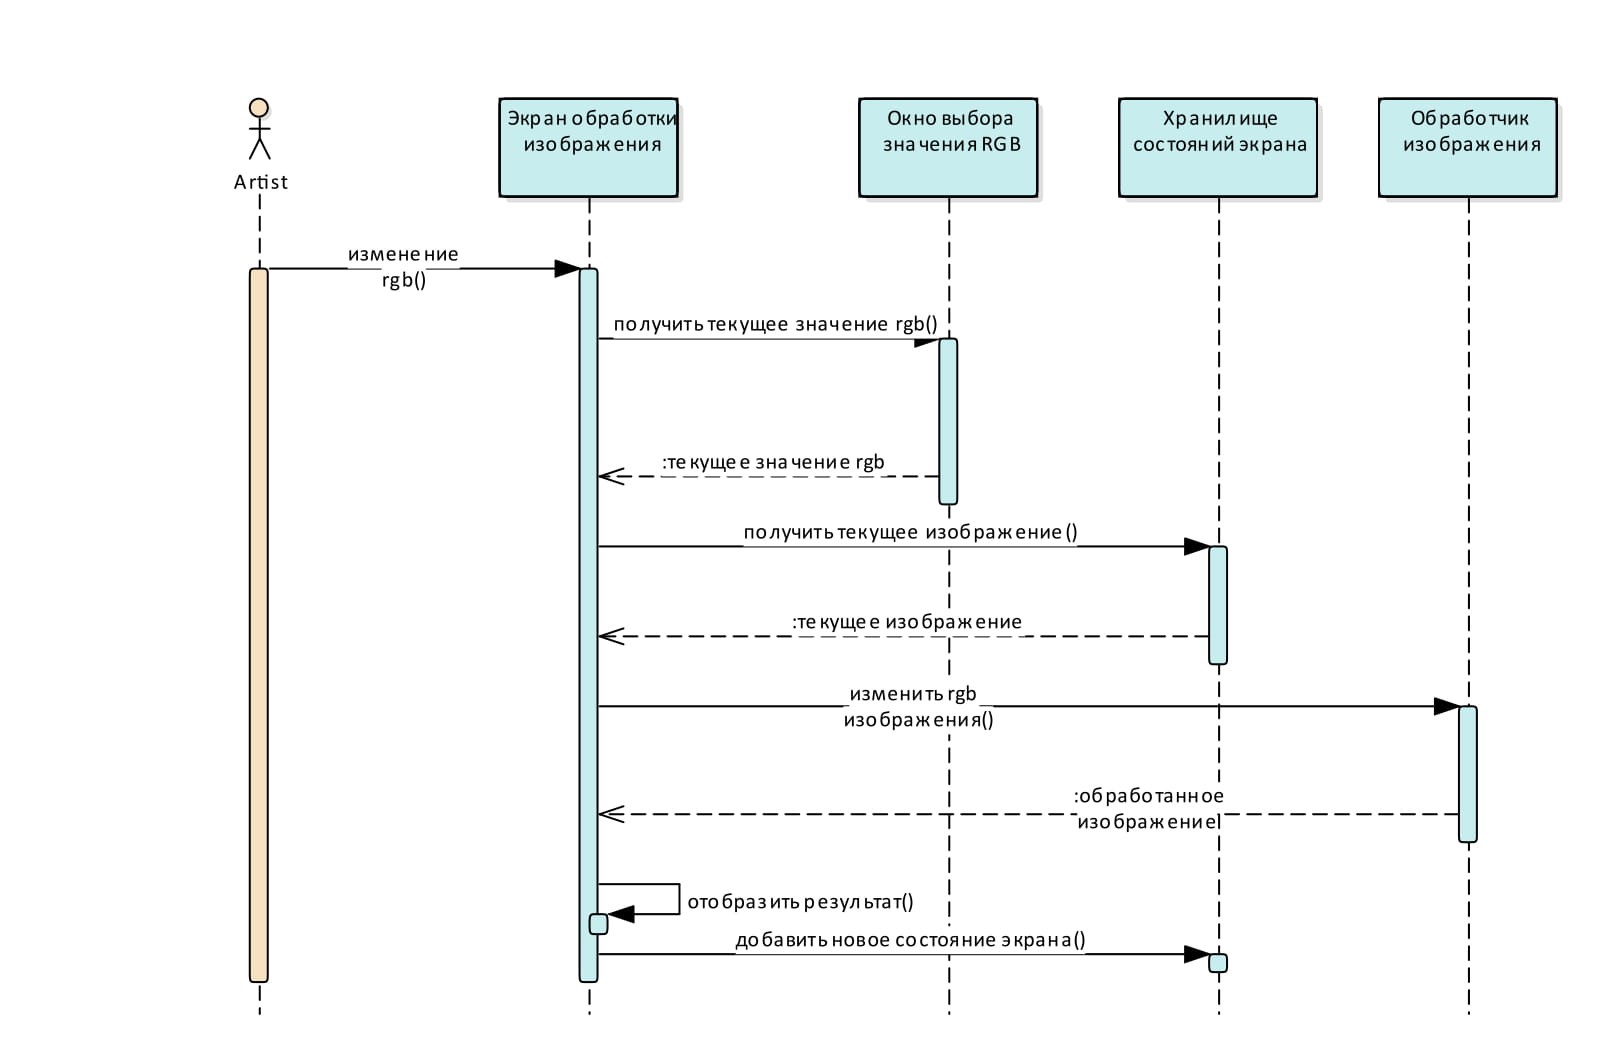 Экран обработки
изображения
Окно выбора
значения RGB
Хранилище
состояний экрана
Обработчик
изображения
Artist
изменение
rgb()
получить текущее значение rgb()
:текущее значение rgb
получить текущее изображение()
:текущее изображение
изменить rgb
изображения()
:обработанное
изображение
отобразить результат()
добавить новое состояние экрана()